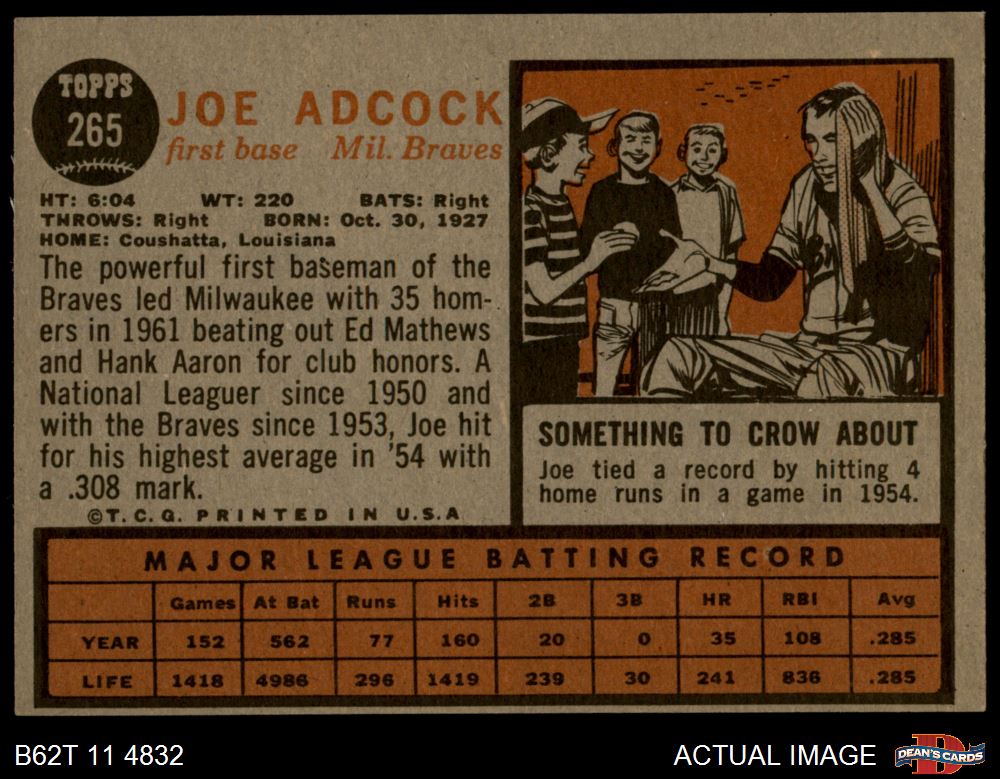 TOPPS
265
JOE ADCOCK
first base Mil. Braves
HT: 6:04 WT: 220 BATS: Right
THROWS: Right BORN: Oct. 30, 1927
HOME: Coushatta, Louisiana
The powerful first baseman of the
Braves led Milwaukee with 35 hom-
ers in 1961 beating out Ed Mathews
and Hank Aaron for club honors. A
National Leaguer since 1950 and
with the Braves since 1953, Joe hit
for his highest average in '54 with
a .308 mark.
©T.C.G. PRINTED IN U.S.A
SOMETHING TO CROW ABOUT
Joe tied a record by hitting 4
home runs in a game in 1954.
MAJOR LEAGUE BATTING RECORD
Games At Bat Runs Hits 2B 3B HR RBI Avg
YEAR 152 562 77 160 20 0 35 108 .285
LIFE 1418 4986 296 1419 239 30 241 836 .285
B62T 11 4832
ACTUAL IMAGE
D
DEAN'S CARDS